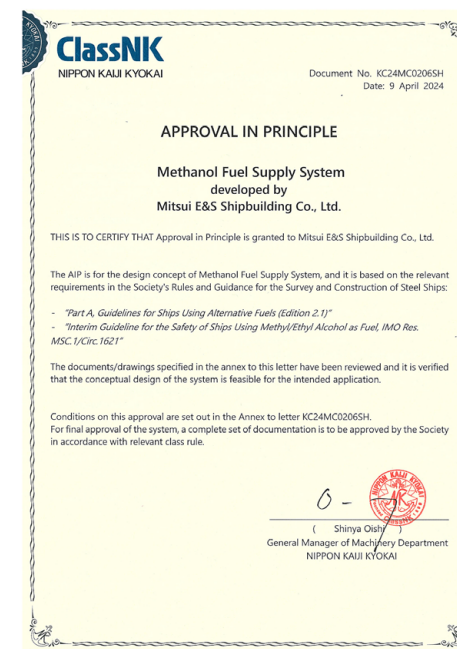 ClassNK
NIPPON KAIJI KYOKAI
Document No. KC24MC0206SH
Date: 9 April 2024
APPROVAL IN PRINCIPLE
Methanol Fuel Supply System
developed by
Mitsui E&S Shipbuilding Co., Ltd.
THIS IS TO CERTIFY THAT Approval in Principle is granted to Mitsui E&S Shipbuilding Co., Ltd.
The AIP is for the design concept of Methanol Fuel Supply System, and it is based on the relevant
requirements in the Society's Rules and Guidance for the Survey and Construction of Steel Ships:
- "Part A, Guidelines for Ships Using Alternative Fuels (Edition 2.1)"
- "Interim Guideline for the Safety of Ships Using Methyl/Ethyl Alcohol as Fuel, IMO Res.
MSC.1/Circ.1621"
The documents/drawings specified in the annex to this letter have been reviewed and it is verified
that the conceptual design of the system is feasible for the intended application.
Conditions on this approval are set out in the Annex to letter KC24MC0206SH.
For final approval of the system, a complete set of documentation is to be approved by the Society
in accordance with relevant class rule.
NIPPON KAIJI KYOKAI
ClassNK
( Shinya Oishi )
General Manager of Machinery Department
NIPPON KAIJI KYOKAI